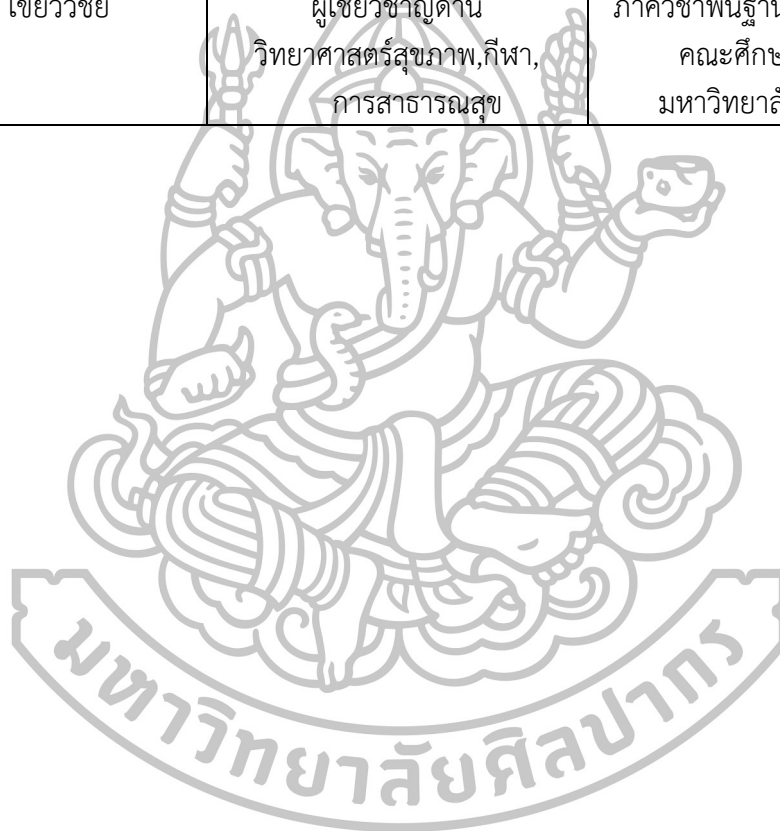 เขียววิชัย
ผู้เชี่ยวชาญด้าน
วิทยาศาสตร์สุขภาพ,กีฬา,
การสาธารณสุข
ภาควิชาพื้นฐาน
คณะศึกษ
มหาวิทยาลั
มหาวิทยาลัยศิลปากร